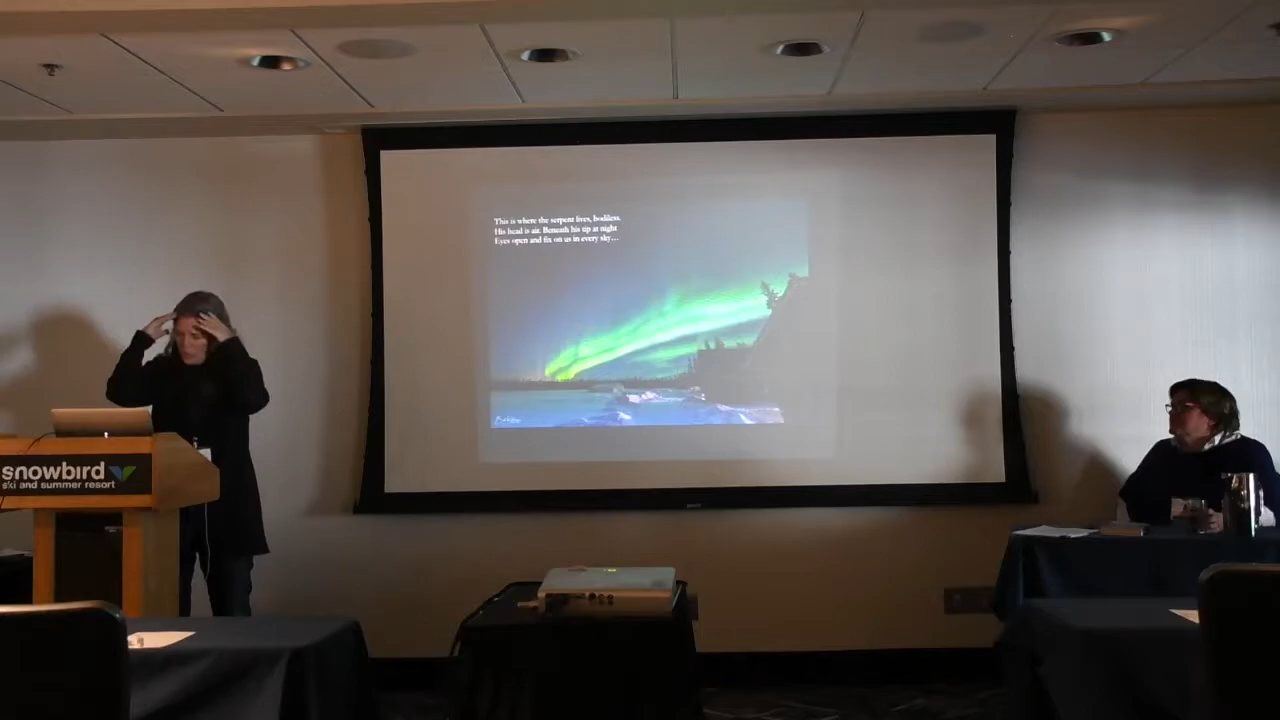 This is where the serpent lives, bodiless.
His head is air. Beneath his tip at night
Eyes open and fix on us in every sky…
snowbird
ski and summer resort